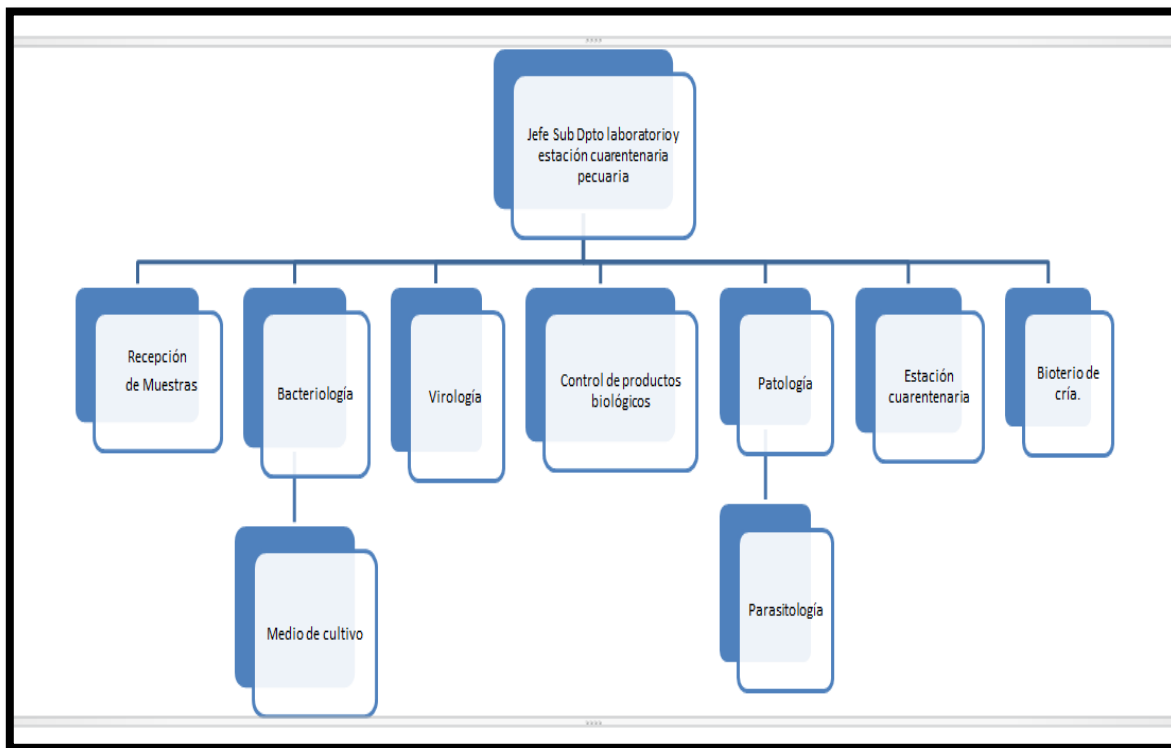 Jefe Sub Dpto laboratorio y
estación cuarentenaria
pecuaria
Recepción
de Muestras
Bacteriología
Virología
Control de productos
biológicos
Patología
Estación
cuarentenaria
Bioterio de
cría.
Medio de cultivo
Parasitología